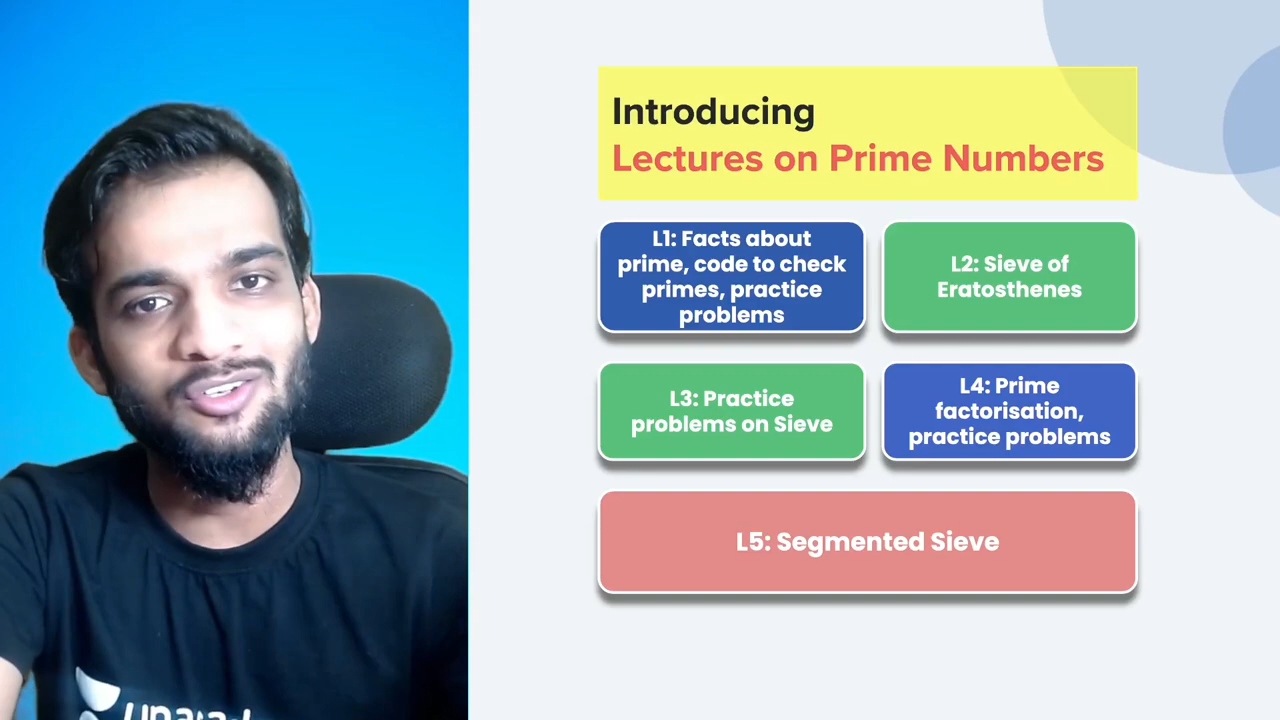 Introducing
Lectures on Prime Numbers
L1: Facts about
prime, code to check
primes, practice
problems
L2: Sieve of
Eratosthenes
L3: Practice
problems on Sieve
L4: Prime
factorisation,
practice problems
L5: Segmented Sieve